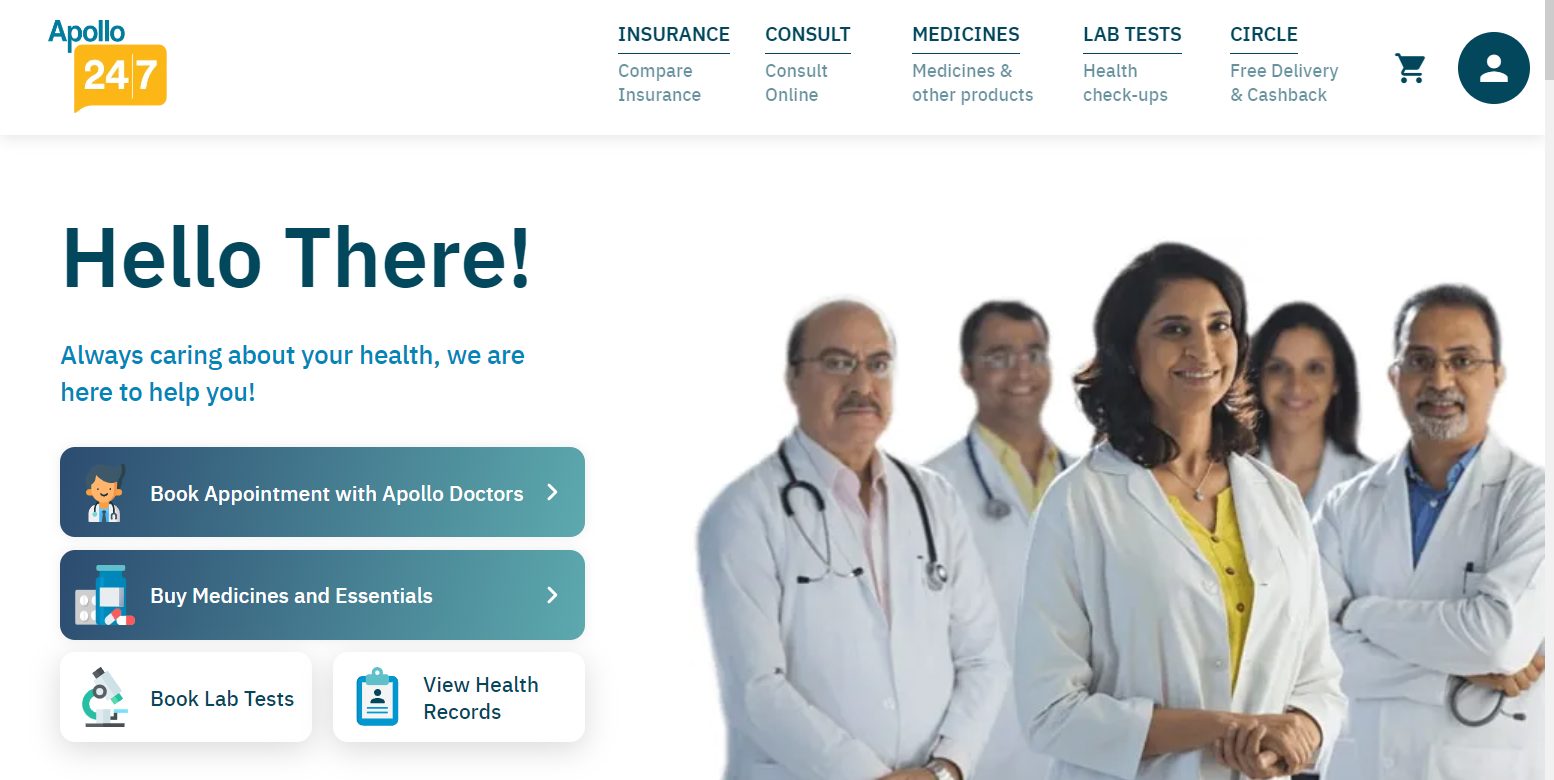 Apollo
24|7
INSURANCE
Compare
Insurance
CONSULT
Consult
Online
MEDICINES
Medicines &
other products
LAB TESTS
Health
check-ups
CIRCLE
Free Delivery
& Cashback
Hello There!
Always caring about your health, we are
here to help you!
Book Appointment with Apollo Doctors
Buy Medicines and Essentials
Book Lab Tests
View Health
Records